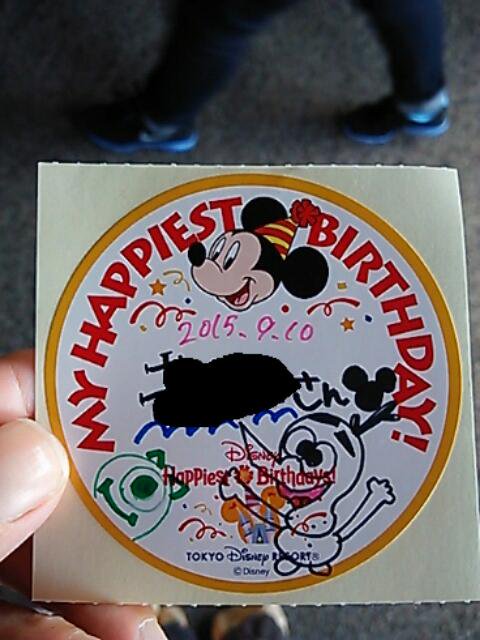 MY HAPPIEST BIRTHDAY!
2015.9.10
さん
Disney
Happiest Birthdays!
TOKYO Disney RESORT®
©Disney